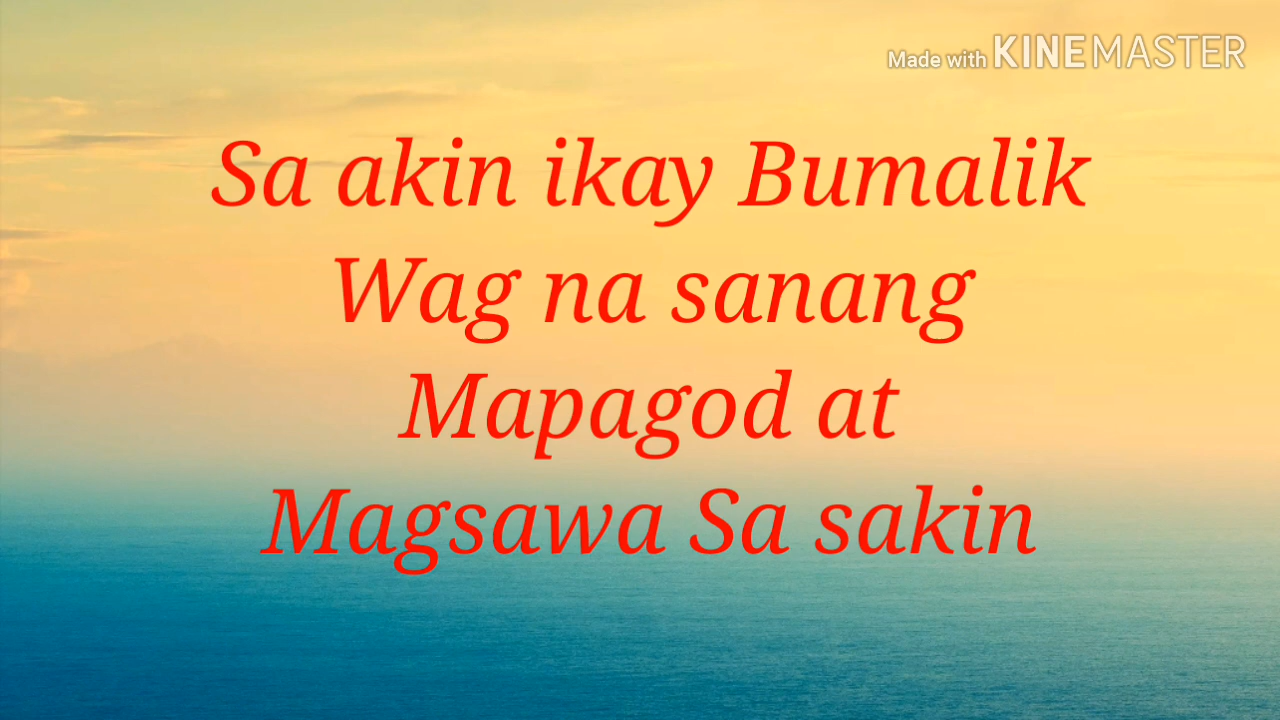 Made with KINEMASTER
Sa akin ikay Bumalik
Wag na sanang
Mapagod at
Magsawa Sa sakin